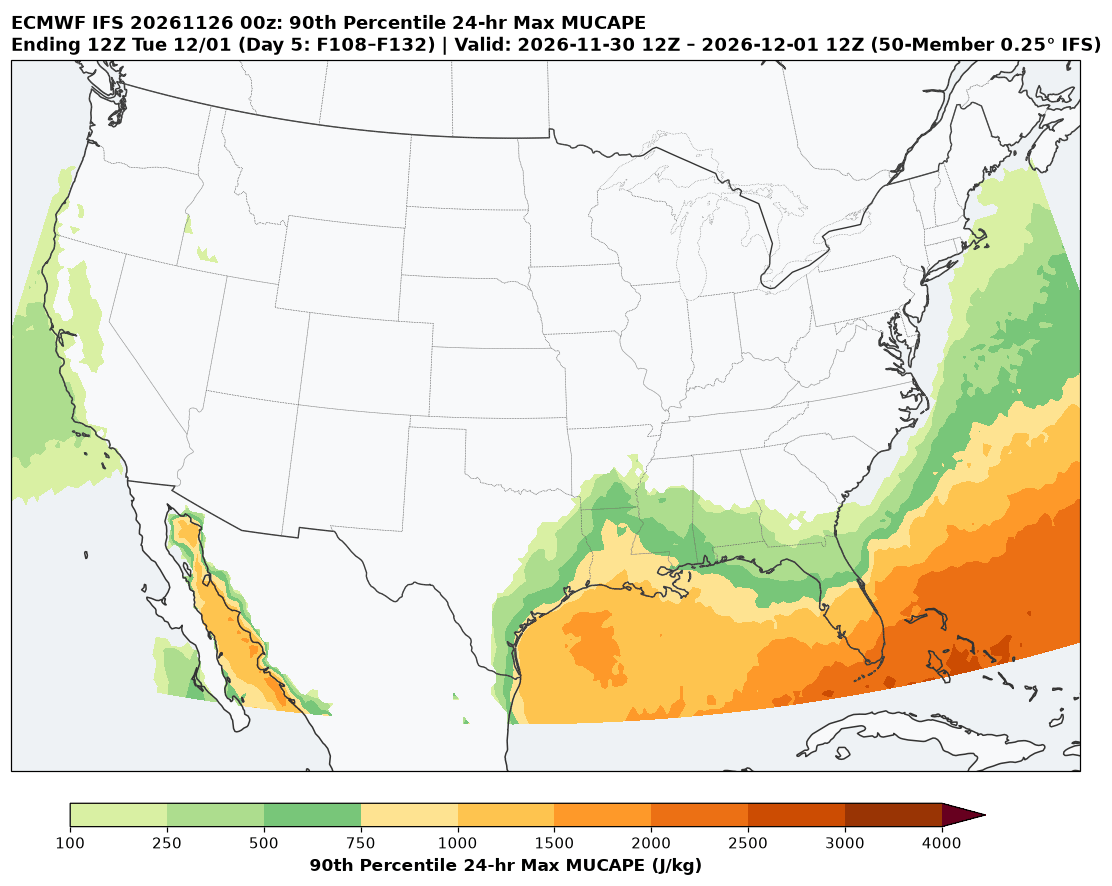 ECMWF IFS 20261126 00z: 90th Percentile 24-hr Max MUCAPE
Ending 12Z Tue 12/01 (Day 5: F108–F132) | Valid: 2026-11-30 12Z – 2026-12-01 12Z (50-Member 0.25° IFS)
100 250 500 750 1000 1500 2000 2500 3000 4000
90th Percentile 24-hr Max MUCAPE (J/kg)